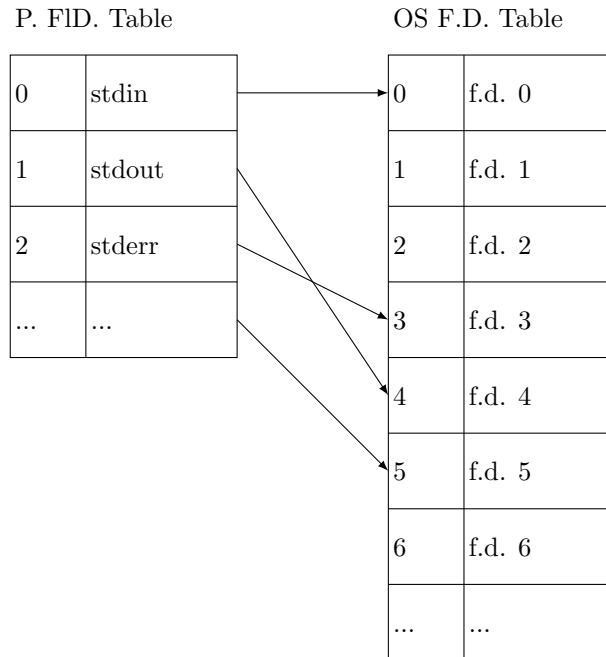 P. FlD. Table
0 stdin
1 stdout
2 stderr
... ...
OS F.D. Table
0 f.d. 0
1 f.d. 1
2 f.d. 2
3 f.d. 3
4 f.d. 4
5 f.d. 5
6 f.d. 6
... ...